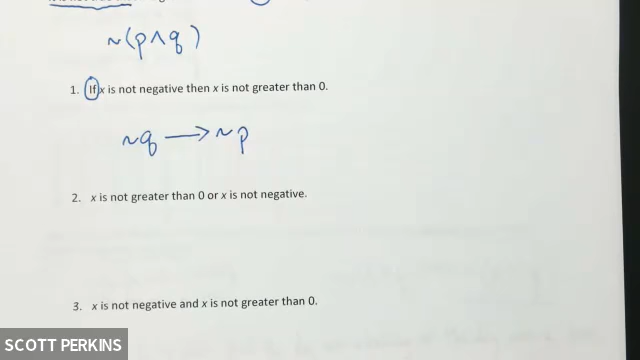 ~(p∧q)
1. If x is not negative then x is not greater than 0.
~q → ~p
2. x is not greater than 0 or x is not negative.
3. x is not negative and x is not greater than 0.
SCOTT PERKINS